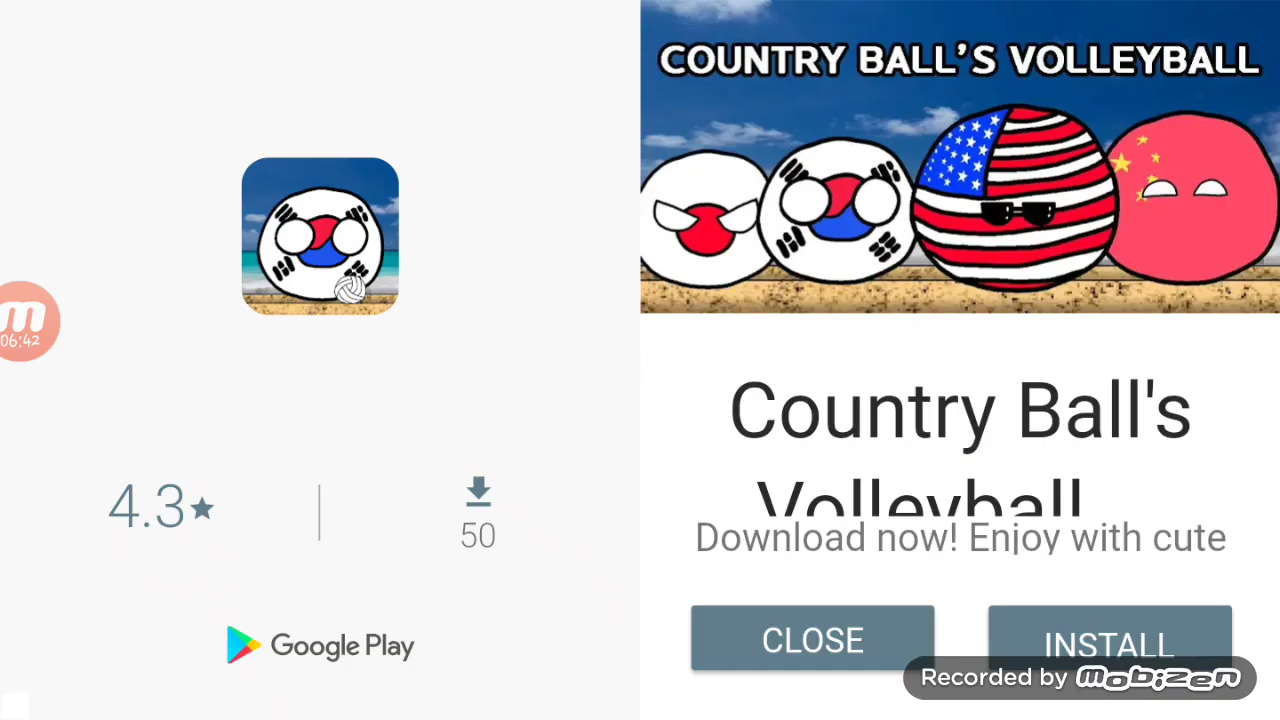 06:42
4.3★
50
Google Play
COUNTRY BALL'S VOLLEYBALL
Country Ball's
Volleyball
Download now! Enjoy with cute
CLOSE
INSTALL
Recorded by mobizen